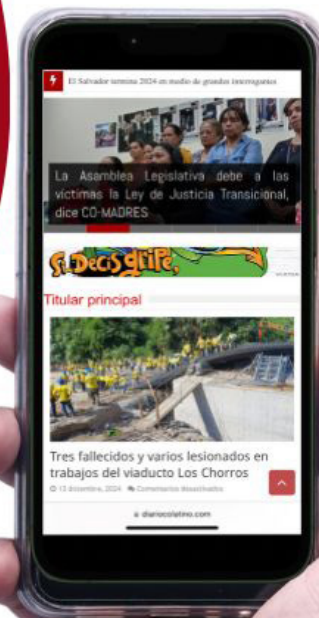 El Salvador termina 2024 en medio de grandes interrogantes
La Asamblea Legislativa debe a las
víctimas la Ley de Justicia Transicional,
dice CO-MADRES
Si Decís gripe,
Titular principal
Tres fallecidos y varios lesionados en
trabajos del viaducto Los Chorros
13 diciembre, 2024 Comentarios desactivados
diariocolatino.com